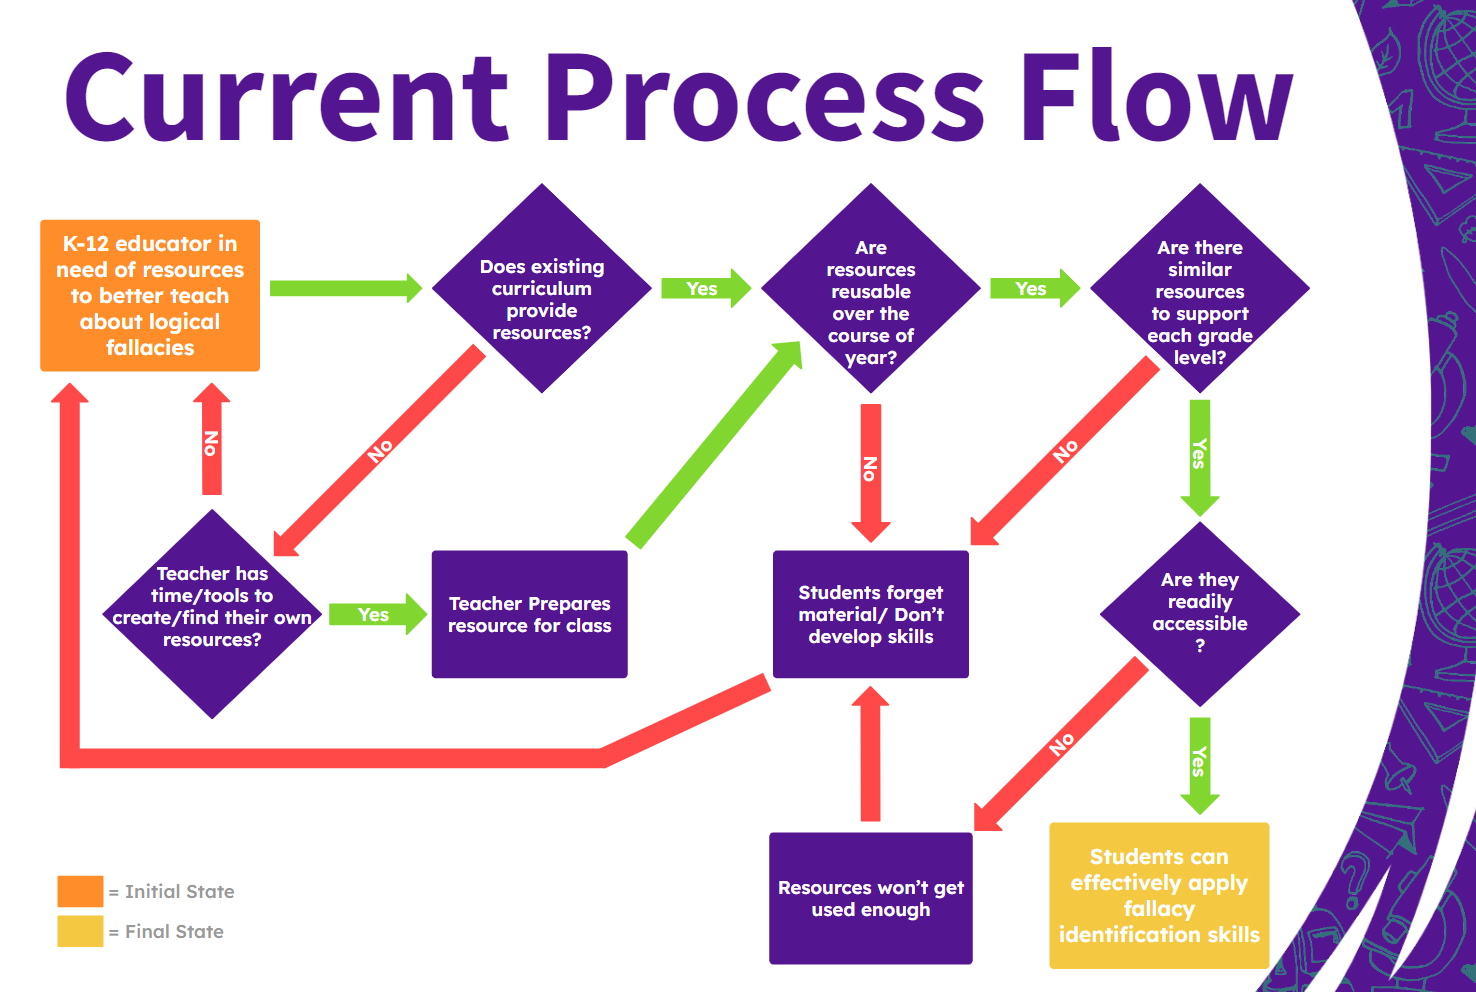 Current Process Flow
K-12 educator in
need of resources
to better teach
about logical
fallacies
Does existing
curriculum
provide
resources?
Yes
Are
resources
reusable
over the
course of
year?
Yes
Are there
similar
resources
to support
each grade
level?
No
No
No
No
Yes
Teacher has
time/tools to
create/find their own
resources?
Yes
Teacher Prepares
resource for class
Students forget
material/ Don't
develop skills
Are they
readily
accessible
?
No
Yes
Resources won't get
used enough
Students can
effectively apply
fallacy
identification skills
= Initial State
= Final State